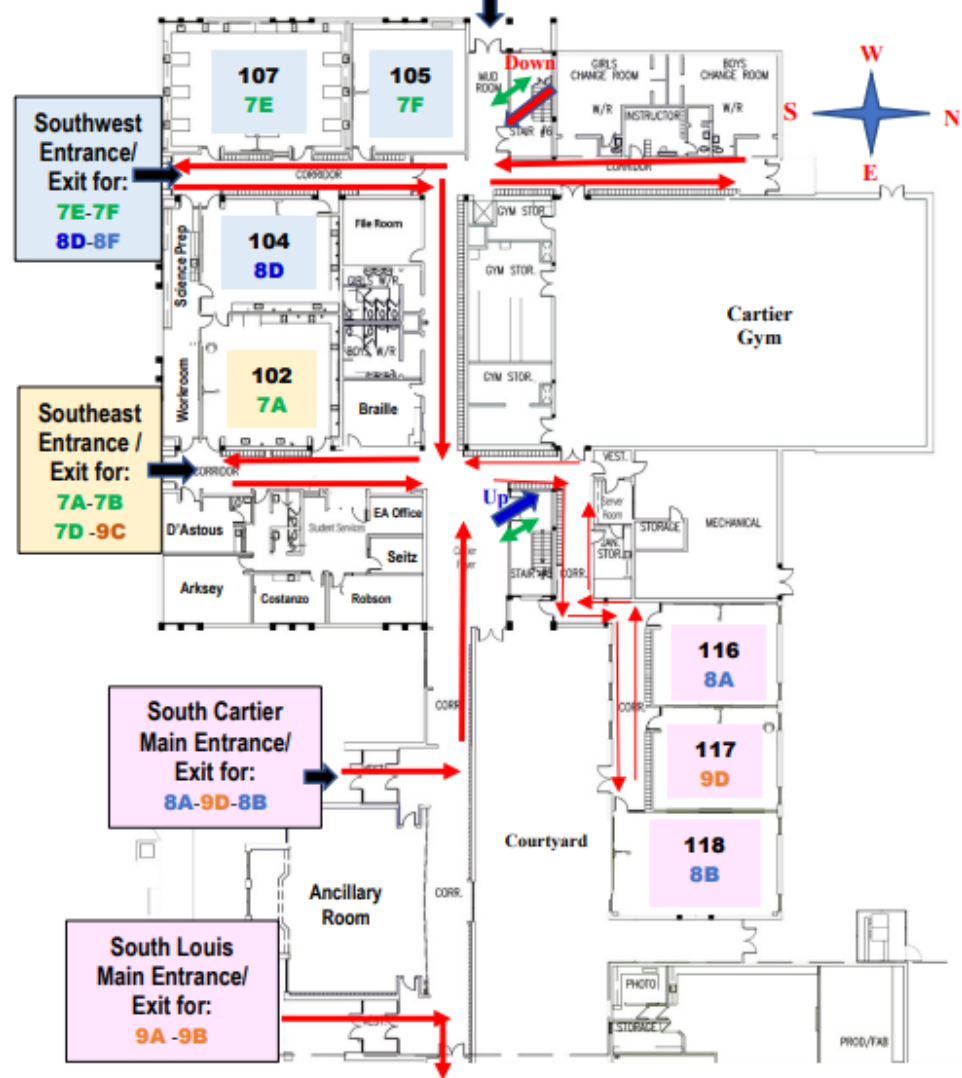 107
7E
105
7F
MUD
ROOM
Down
STAIR #6
GIRLS
CHANGE ROOM
BOYS
CHANGE ROOM
W/R
INSTRUCTOR
W/R
W
S
N
E
Southwest
Entrance/
Exit for:
7E-7F
8D-8F
CORRIDOR
CORRIDOR
Science Prep
104
8D
File Room
GIRLS W/R
BOYS W/R
GYM STOR.
GYM STOR.
GYM STOR.
Cartier
Gym
Workroom
102
7A
Braille
Southeast
Entrance /
Exit for:
7A-7B
7D -9C
CORRIDOR
D'Astous
Student Services
EA Office
Seitz
Arksey
Costanzo
Robson
Up
Cartier
Foyer
STAIR
CORR.
VEST.
Server
Room
JAN.
STOR.
STORAGE
MECHANICAL
116
8A
CORR.
117
9D
118
8B
South Cartier
Main Entrance/
Exit for:
8A-9D-8B
CORR.
VEST.
Courtyard
Ancillary
Room
CORR.
South Louis
Main Entrance/
Exit for:
9A -9B
VEST.
PHOTO
STORAGE
PROD/FAB